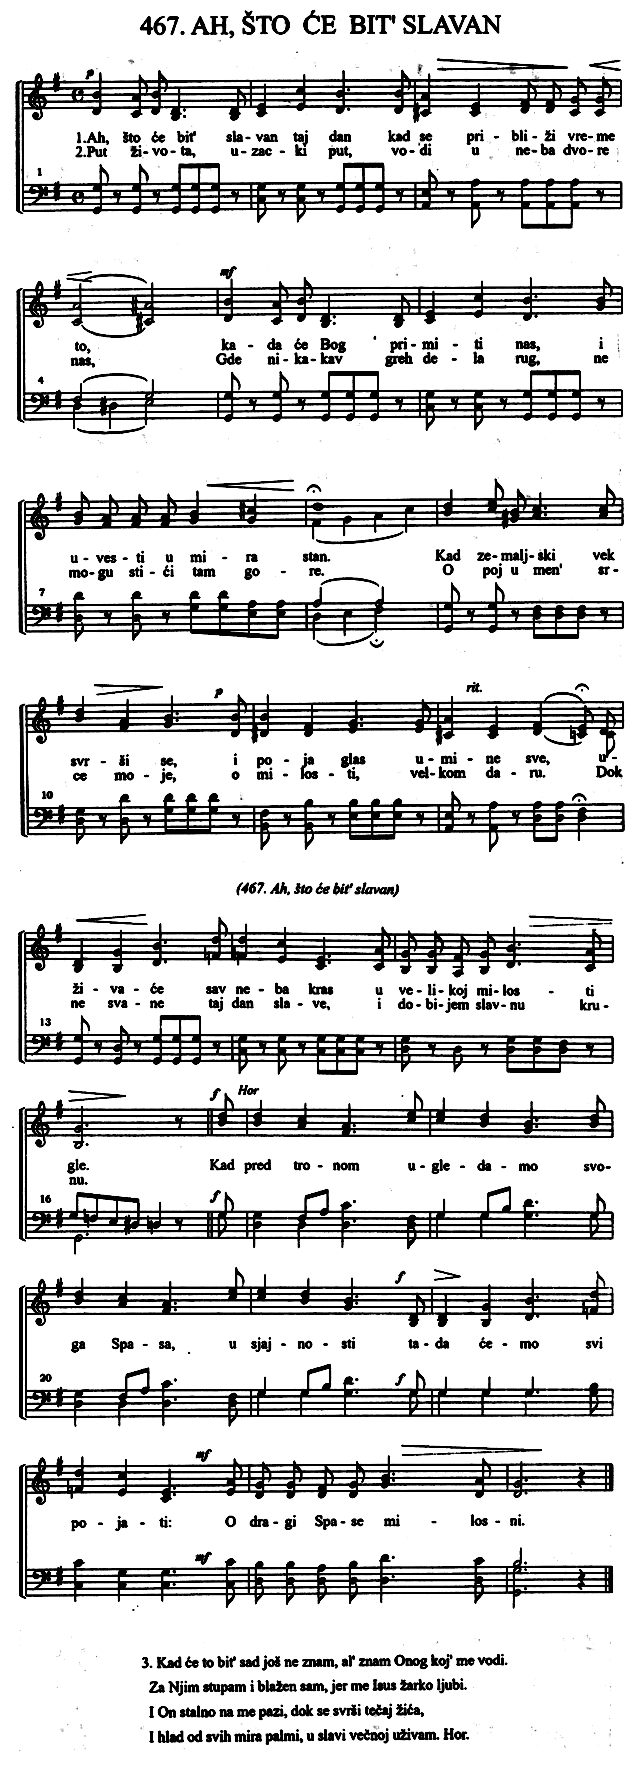 467. AH, ŠTO ĆE BIT' SLAVAN
p
1.Ah, što će bit' sla - van taj dan kad se pri - bli - ži vre - me
2.Put ži - vo - ta, u - zac - ki put, vo - di u ne - ba dvo - re
1
mf
to, ka - da će Bog ' pri - mi - ti nas, i
nas, Gde ni - ka - kav greh de - la rug, ne
4
u - ves - ti u mi - ra stan. Kad ze - malj - ski vek
mo - gu sti - ći tam go - re. O poj u men' sr -
7
p rit.
svr - ši se, i po - ja glas u - mi - ne sve, u -
ce mo - je, o mi - los - ti, vel - kom da - ru. Dok
10
(467. Ah, što će bit' slavan)
ži - va - će sav ne - ba kras u ve - li - koj mi - los - ti
ne sva - ne taj dan sla - ve, i do - bi - jem slav - nu kru -
13
f Hor
gle. Kad pred tro - nom u - gle - da - mo svo -
nu.
16 f
f
ga Spa - sa, u sjaj - nos - ti ta - da će - mo svi
20 f
mf
po - ja - ti: O dra - gi Spa - se mi - los - ni.
mf
3. Kad će to bit' sad još ne znam, al' znam Onog koj' me vodi.
Za Njim stupam i blažen sam, jer me Isus žarko ljubi.
I On stalno na me pazi, dok se svrši tečaj žića,
I hlad od svih mira palmi, u slavi večnoj uživam. Hor.